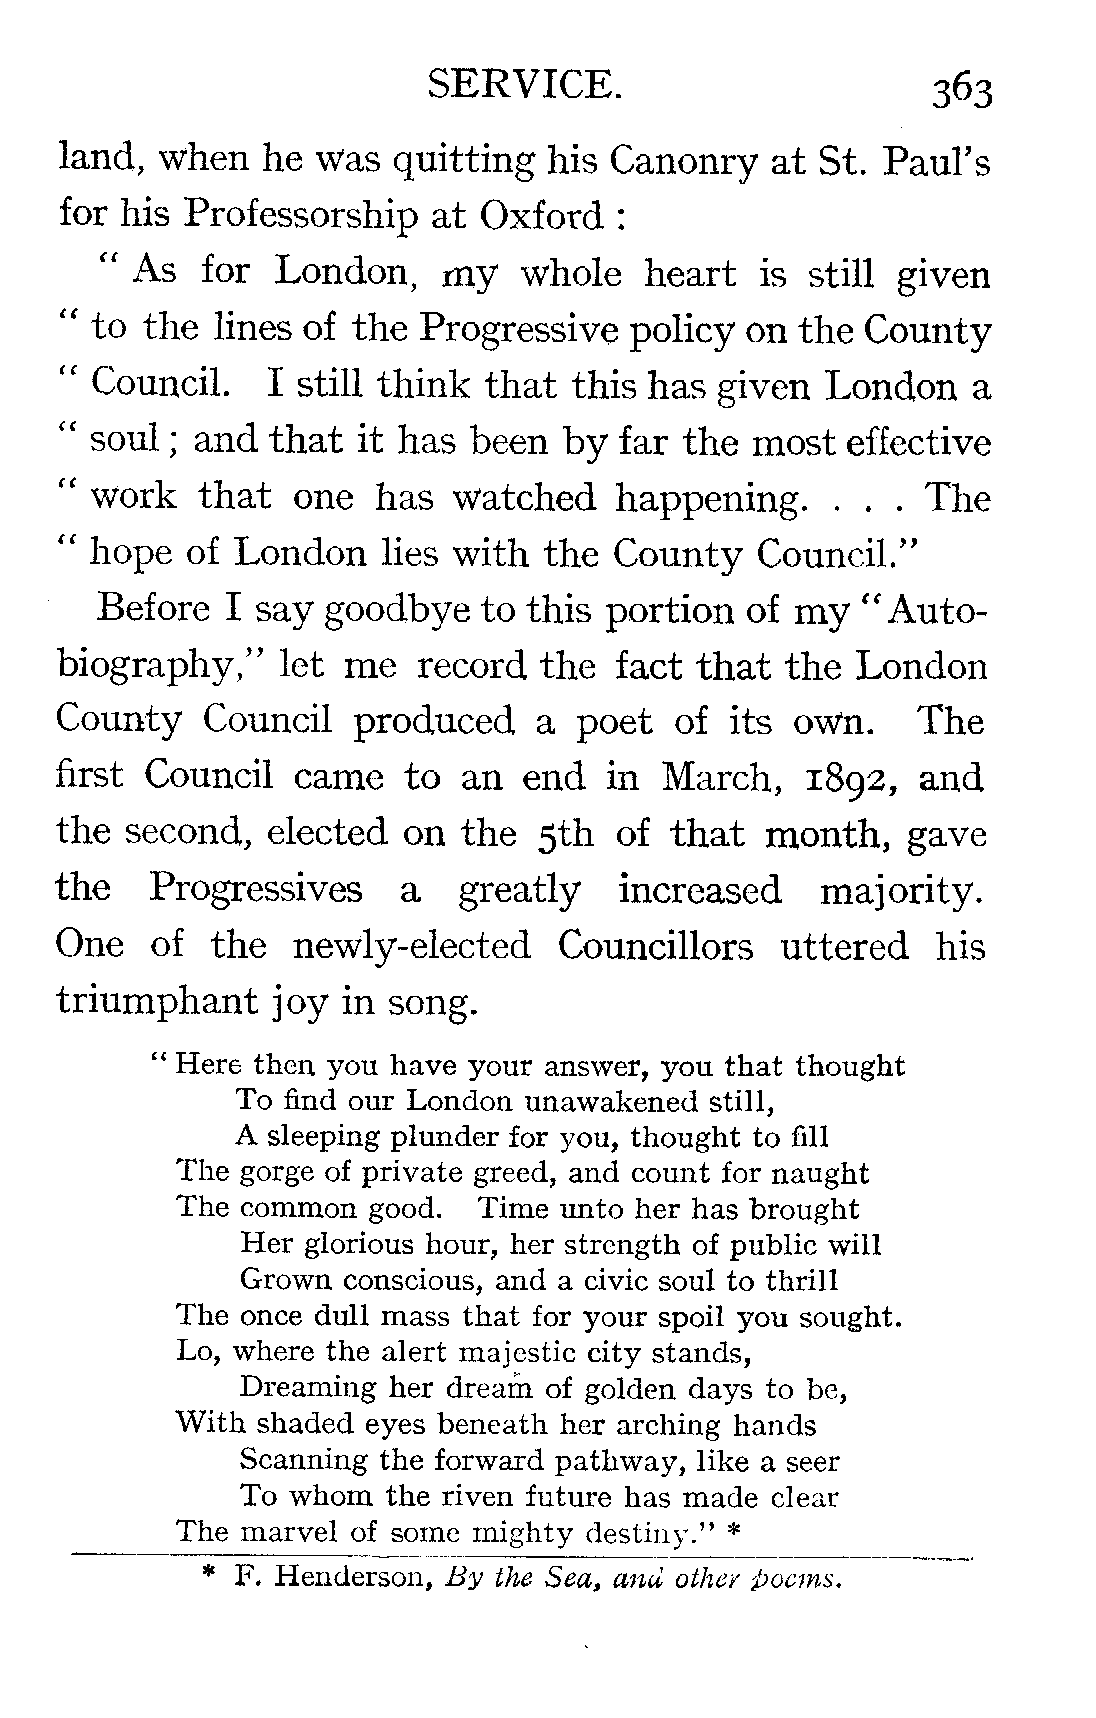 SERVICE. 363
land, when he was quitting his Canonry at St. Paul's
for his Professorship at Oxford :
" As for London, my whole heart is still given
" to the lines of the Progressive policy on the County
" Council. I still think that this has given London a
" soul ; and that it has been by far the most effective
" work that one has watched happening. . . . The
" hope of London lies with the County Council."
Before I say goodbye to this portion of my "Auto-
biography," let me record the fact that the London
County Council produced a poet of its own. The
first Council came to an end in March, 1892, and
the second, elected on the 5th of that month, gave
the Progressives a greatly increased majority.
One of the newly-elected Councillors uttered his
triumphant joy in song.
" Here then you have your answer, you that thought
To find our London unawakened still,
A sleeping plunder for you, thought to fill
The gorge of private greed, and count for naught
The common good. Time unto her has brought
Her glorious hour, her strength of public will
Grown conscious, and a civic soul to thrill
The once dull mass that for your spoil you sought.
Lo, where the alert majestic city stands,
Dreaming her dream of golden days to be,
With shaded eyes beneath her arching hands
Scanning the forward pathway, like a seer
To whom the riven future has made clear
The marvel of some mighty destiny." *
* F. Henderson, By the Sea, and other poems.